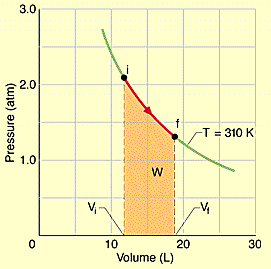 3.0
i
2.0
Pressure (atm)
f
T = 310 K
1.0
W
Vi
Vf
0
10
20
30
Volume (L)